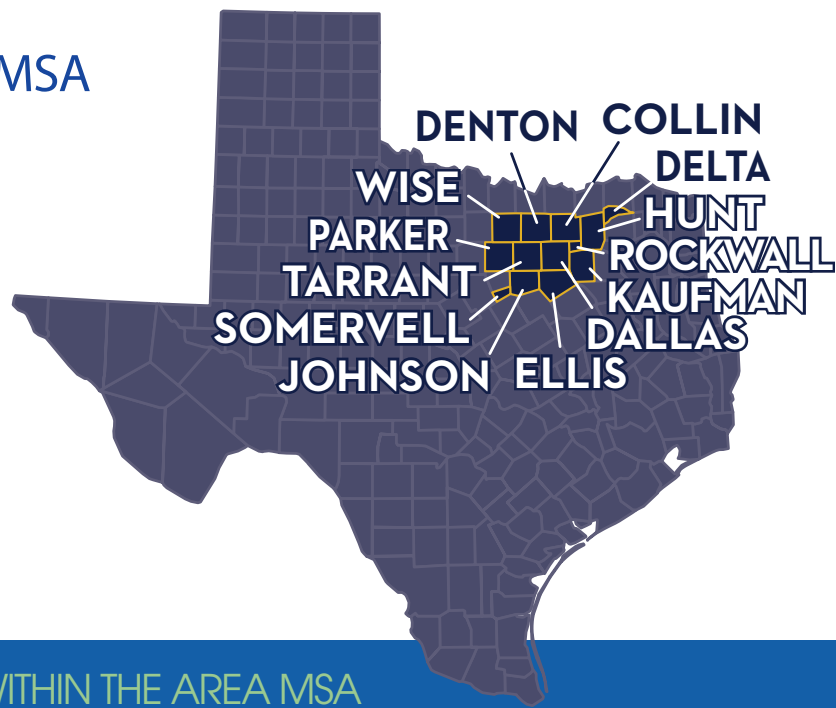 MSA
DENTON
COLLIN
DELTA
WISE
HUNT
PARKER
ROCKWALL
TARRANT
KAUFMAN
SOMERVELL
DALLAS
JOHNSON
ELLIS
WITHIN THE AREA MSA